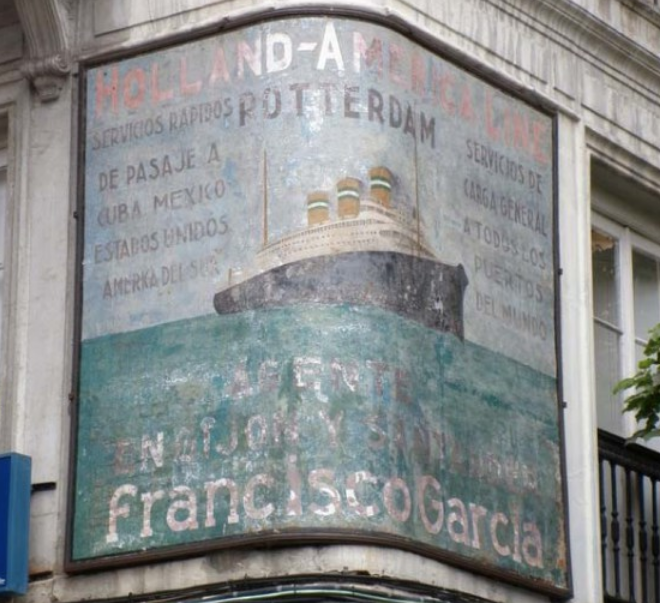 HOLLAND-AMERICA LINE
ROTTERDAM
SERVICIOS RAPIDOS
DE PASAJE A
CUBA MEXICO
ESTADOS UNIDOS
AMERICA DEL SUR
SERVICIOS DE
CARGA GENERAL
A TODOS LOS
PUERTOS
DEL MUNDO
AGENTE
EN GIJON Y SANTANDER
Francisco García